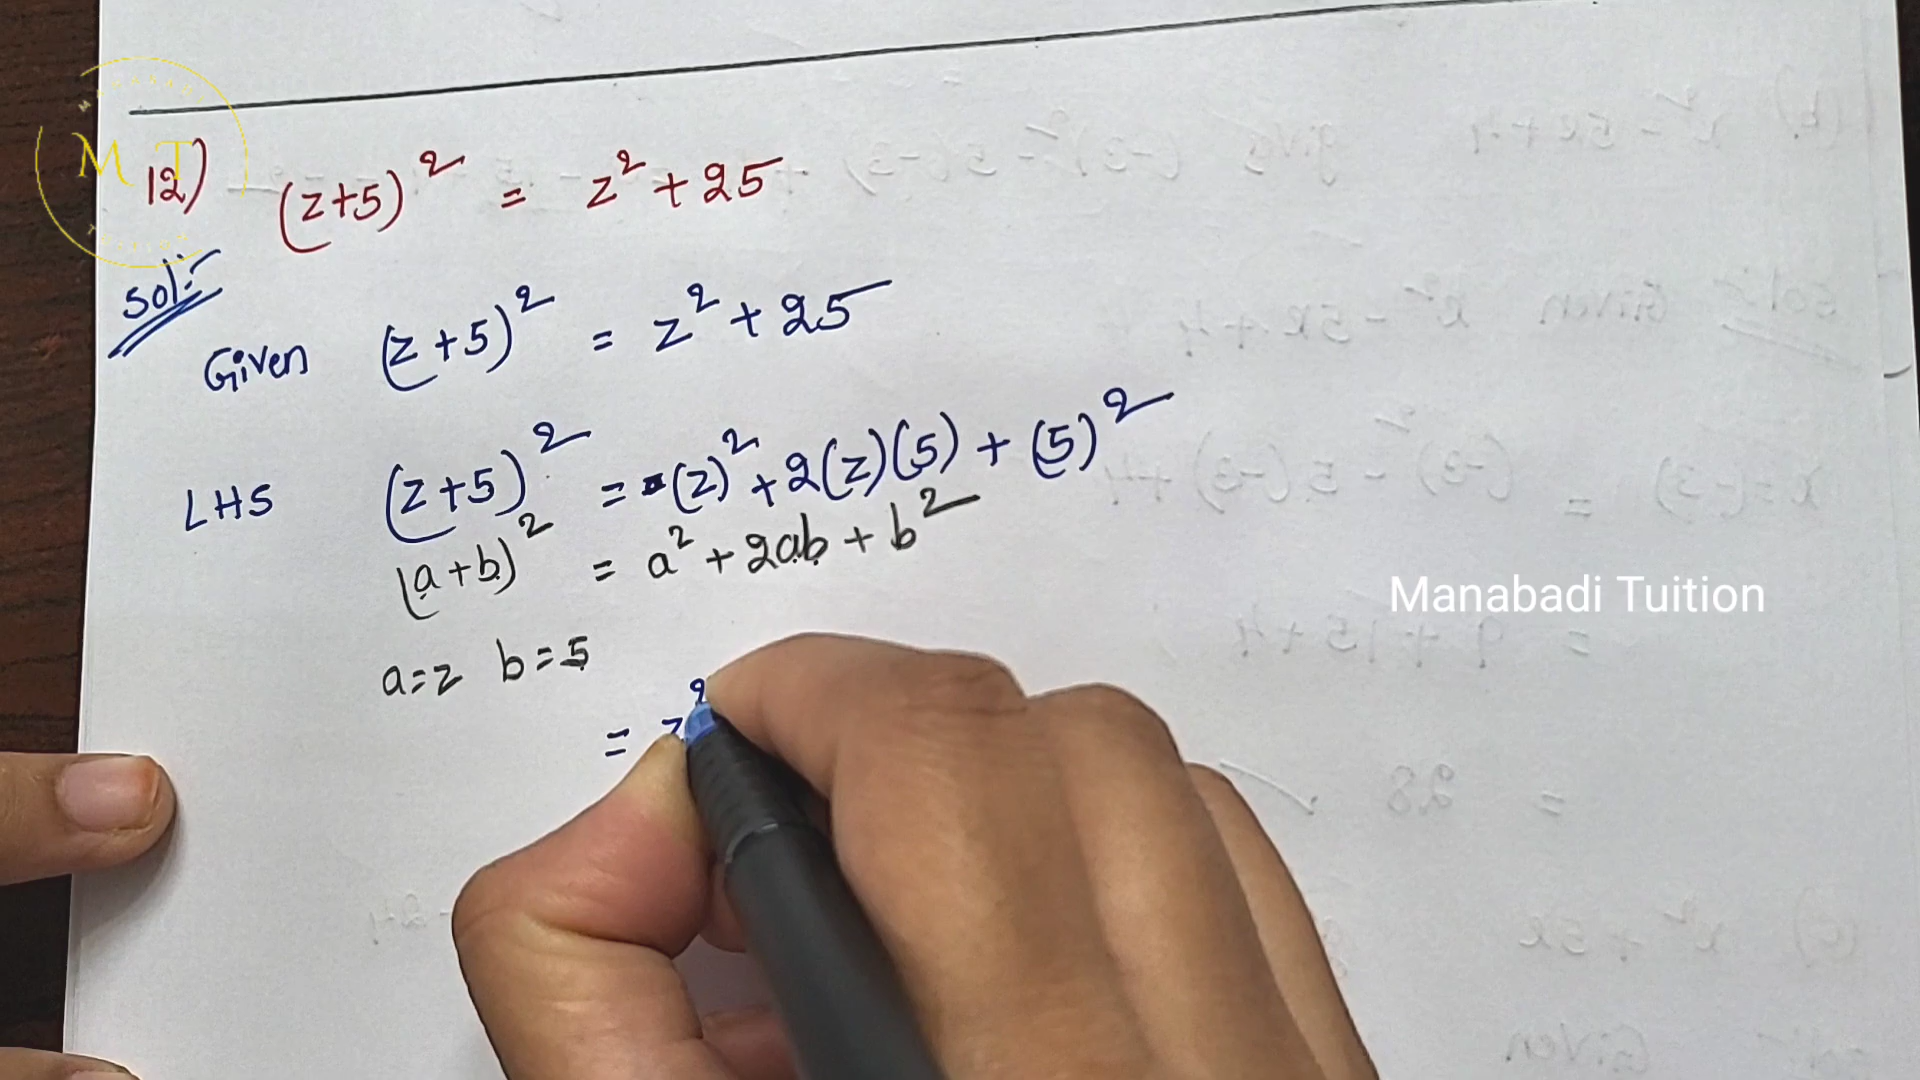 12) (z+5)² = z²+25
Sol:-
Given (z+5)² = z²+25
LHS (z+5)² = (z)²+2(z)(5)+(5)²
(a+b)² = a²+2ab+b²
a=z b=5
= z²
M T
Manabadi Tuition